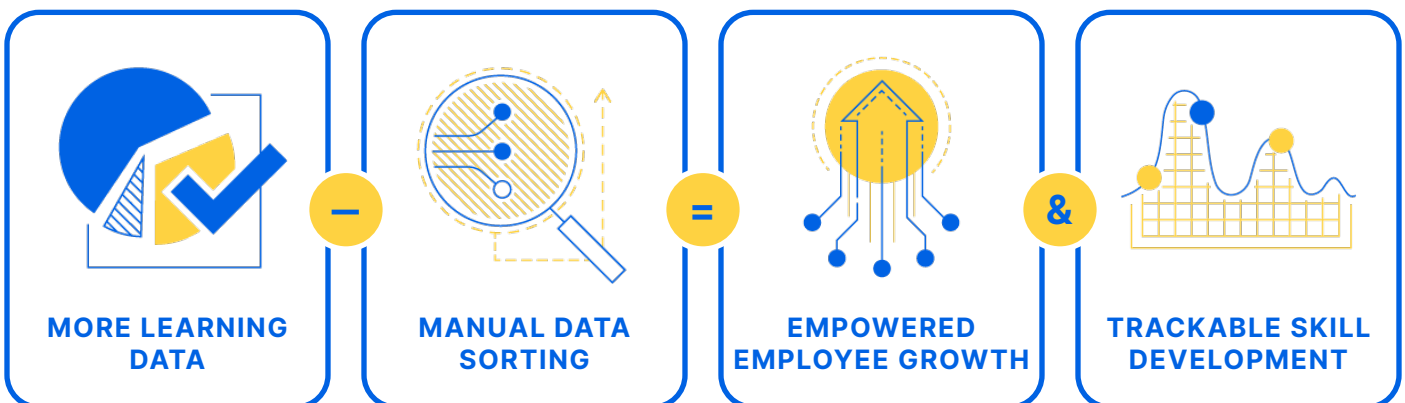 MORE LEARNING
DATA
–
MANUAL DATA
SORTING
=
EMPOWERED
EMPLOYEE GROWTH
&
TRACKABLE SKILL
DEVELOPMENT